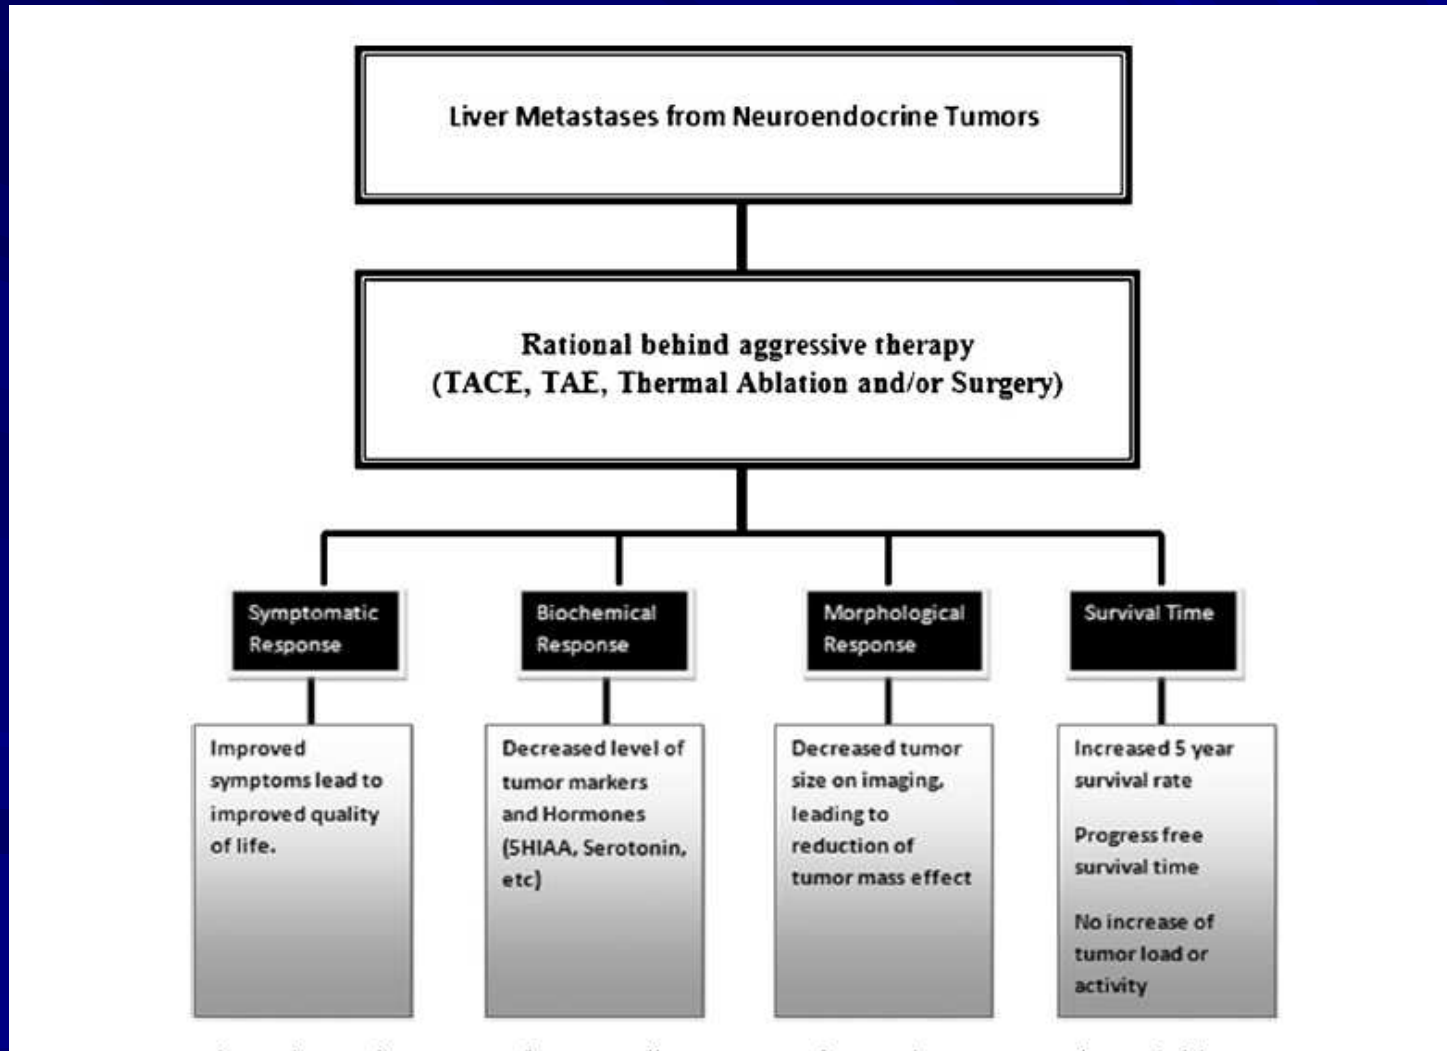 Liver Metastases from Neuroendocrine Tumors
Rational behind aggressive therapy
(TACE, TAE, Thermal Ablation and/or Surgery)
Symptomatic
Response
Biochemical
Response
Morphological
Response
Survival Time
Improved
symptoms lead to
improved quality
of life.
Decreased level of
tumor markers
and Hormones
(5HIAA, Serotonin,
etc)
Decreased tumor
size on imaging,
leading to
reduction of
tumor mass effect
Increased 5 year
survival rate
Progress free
survival time
No increase of
tumor load or
activity